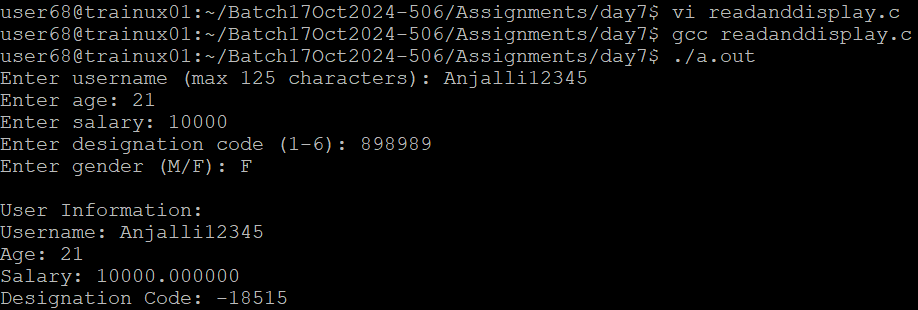 user68@trainux01:~/Batch17Oct2024-506/Assignments/day7$ vi readanddisplay.c
user68@trainux01:~/Batch17Oct2024-506/Assignments/day7$ gcc readanddisplay.c
user68@trainux01:~/Batch17Oct2024-506/Assignments/day7$ ./a.out
Enter username (max 125 characters): Anjalli12345
Enter age: 21
Enter salary: 10000
Enter designation code (1-6): 898989
Enter gender (M/F): F

User Information:
Username: Anjalli12345
Age: 21
Salary: 10000.000000
Designation Code: -18515